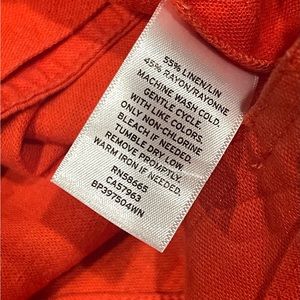 55% LINEN/LIN
45% RAYON/RAYONNE
MACHINE WASH COLD.
GENTLE CYCLE.
WITH LIKE COLORS.
ONLY NON-CHLORINE
BLEACH IF NEEDED.
TUMBLE DRY LOW.
REMOVE PROMPTLY.
WARM IRON IF NEEDED.
RN58665
CA57963
BP397504WN